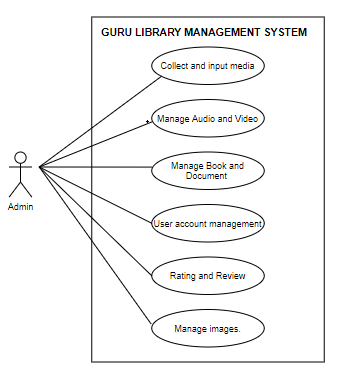 GURU LIBRARY MANAGEMENT SYSTEM
Collect and input media
Manage Audio and Video
Manage Book and
Document
Admin
User account management
Rating and Review
Manage images.